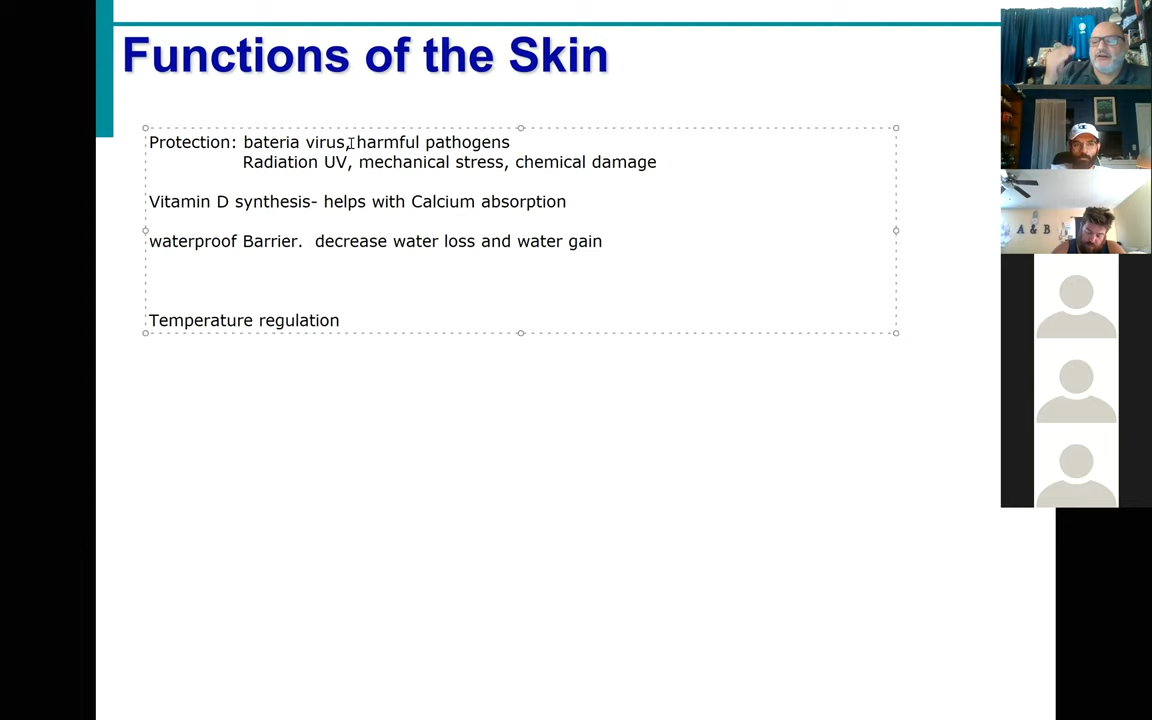 Functions of the Skin
Protection: bateria virus, harmful pathogens
Radiation UV, mechanical stress, chemical damage
Vitamin D synthesis- helps with Calcium absorption
waterproof Barrier.  decrease water loss and water gain
Temperature regulation
A & B